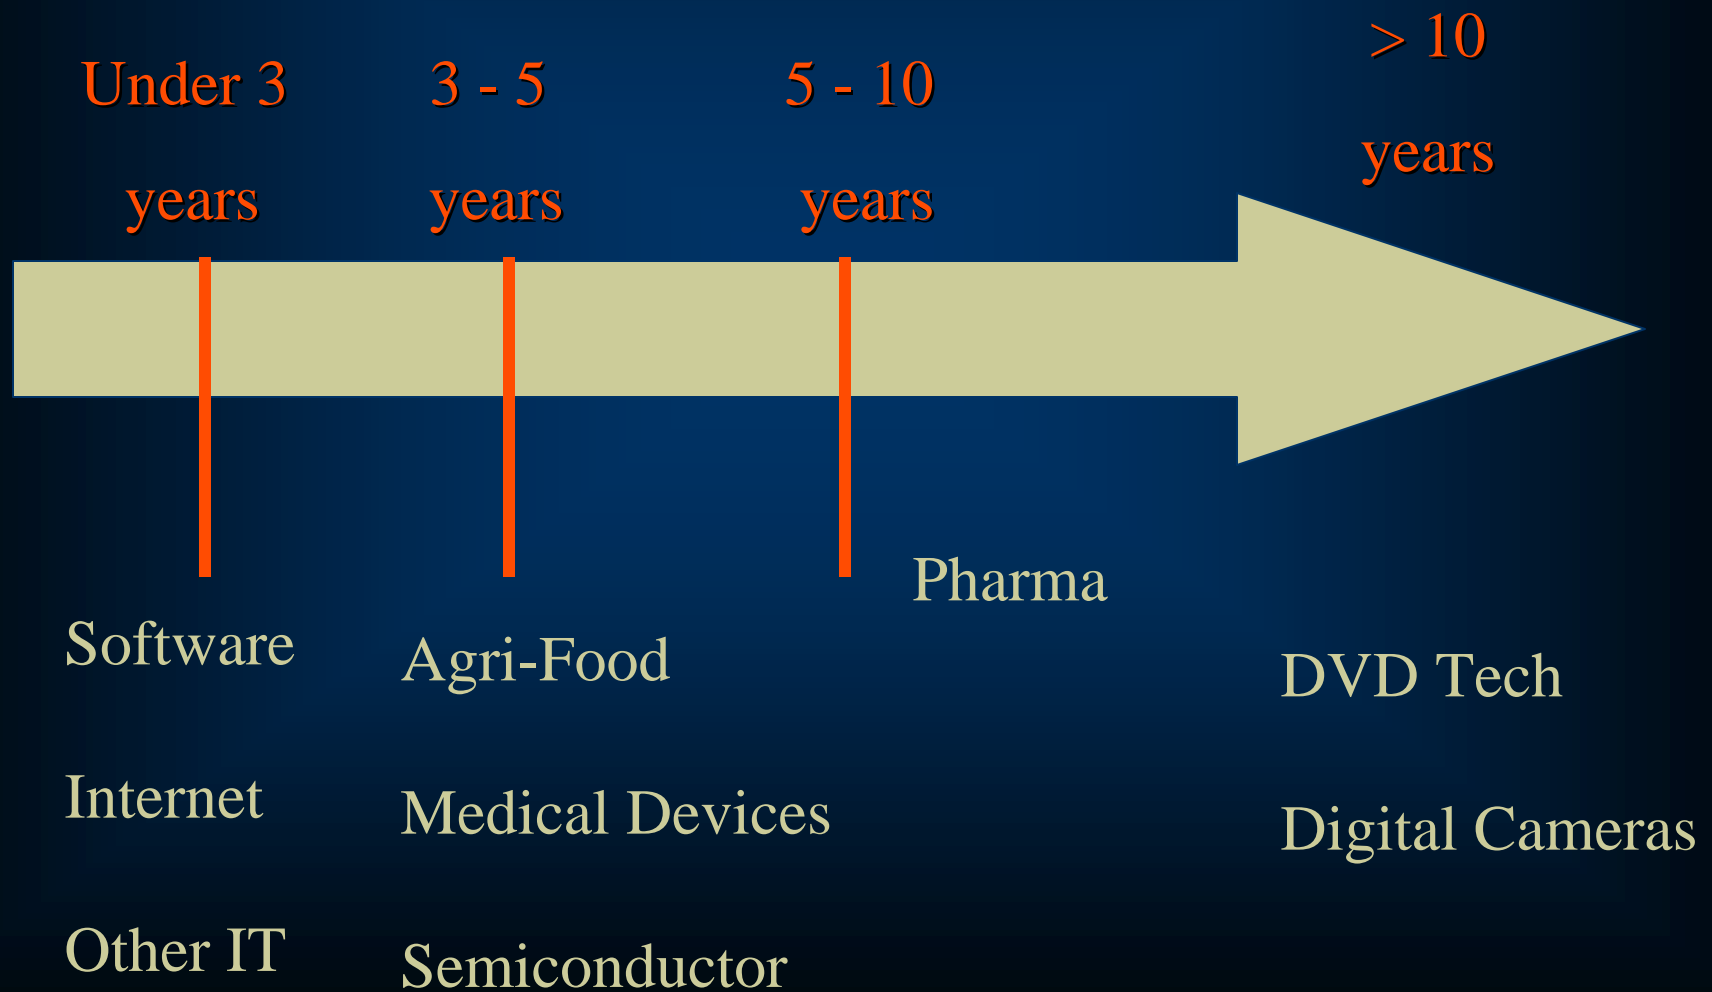 Under 3
years
3 - 5
years
5 - 10
years
> 10
years
Software
Internet
Other IT
Agri-Food
Medical Devices
Semiconductor
Pharma
DVD Tech
Digital Cameras